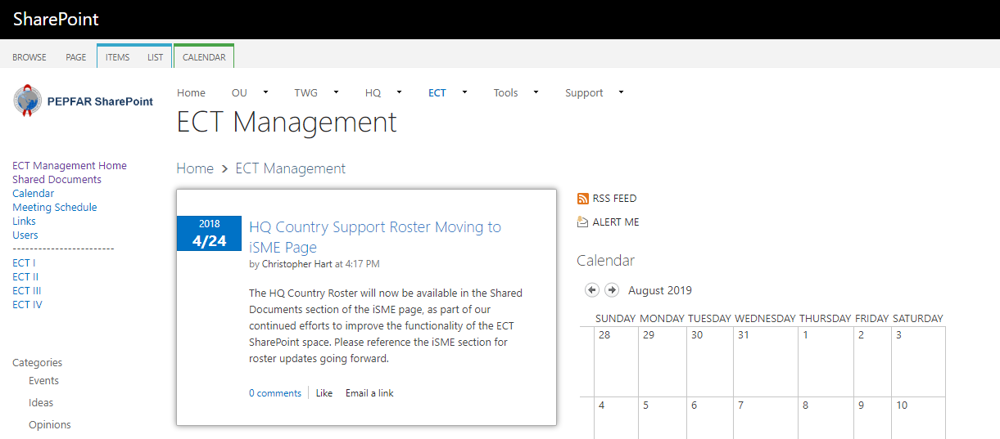 SharePoint
BROWSE PAGE ITEMS LIST CALENDAR
PEPFAR SharePoint
Home OU TWG HQ ECT Tools Support
ECT Management
ECT Management Home
Shared Documents
Calendar
Meeting Schedule
Links
Users
------------------------
ECT I
ECT II
ECT III
ECT IV
Categories
Events
Ideas
Opinions
Home > ECT Management
2018
4/24
HQ Country Support Roster Moving to
iSME Page
by Christopher Hart at 4:17 PM
The HQ Country Roster will now be available in the Shared
Documents section of the iSME page, as part of our
continued efforts to improve the functionality of the ECT
SharePoint space. Please reference the iSME section for
roster updates going forward.
0 comments Like Email a link
RSS FEED
ALERT ME
Calendar
August 2019
SUNDAY MONDAY TUESDAY WEDNESDAY THURSDAY FRIDAY SATURDAY
28 29 30 31 1 2 3
4 5 6 7 8 9 10